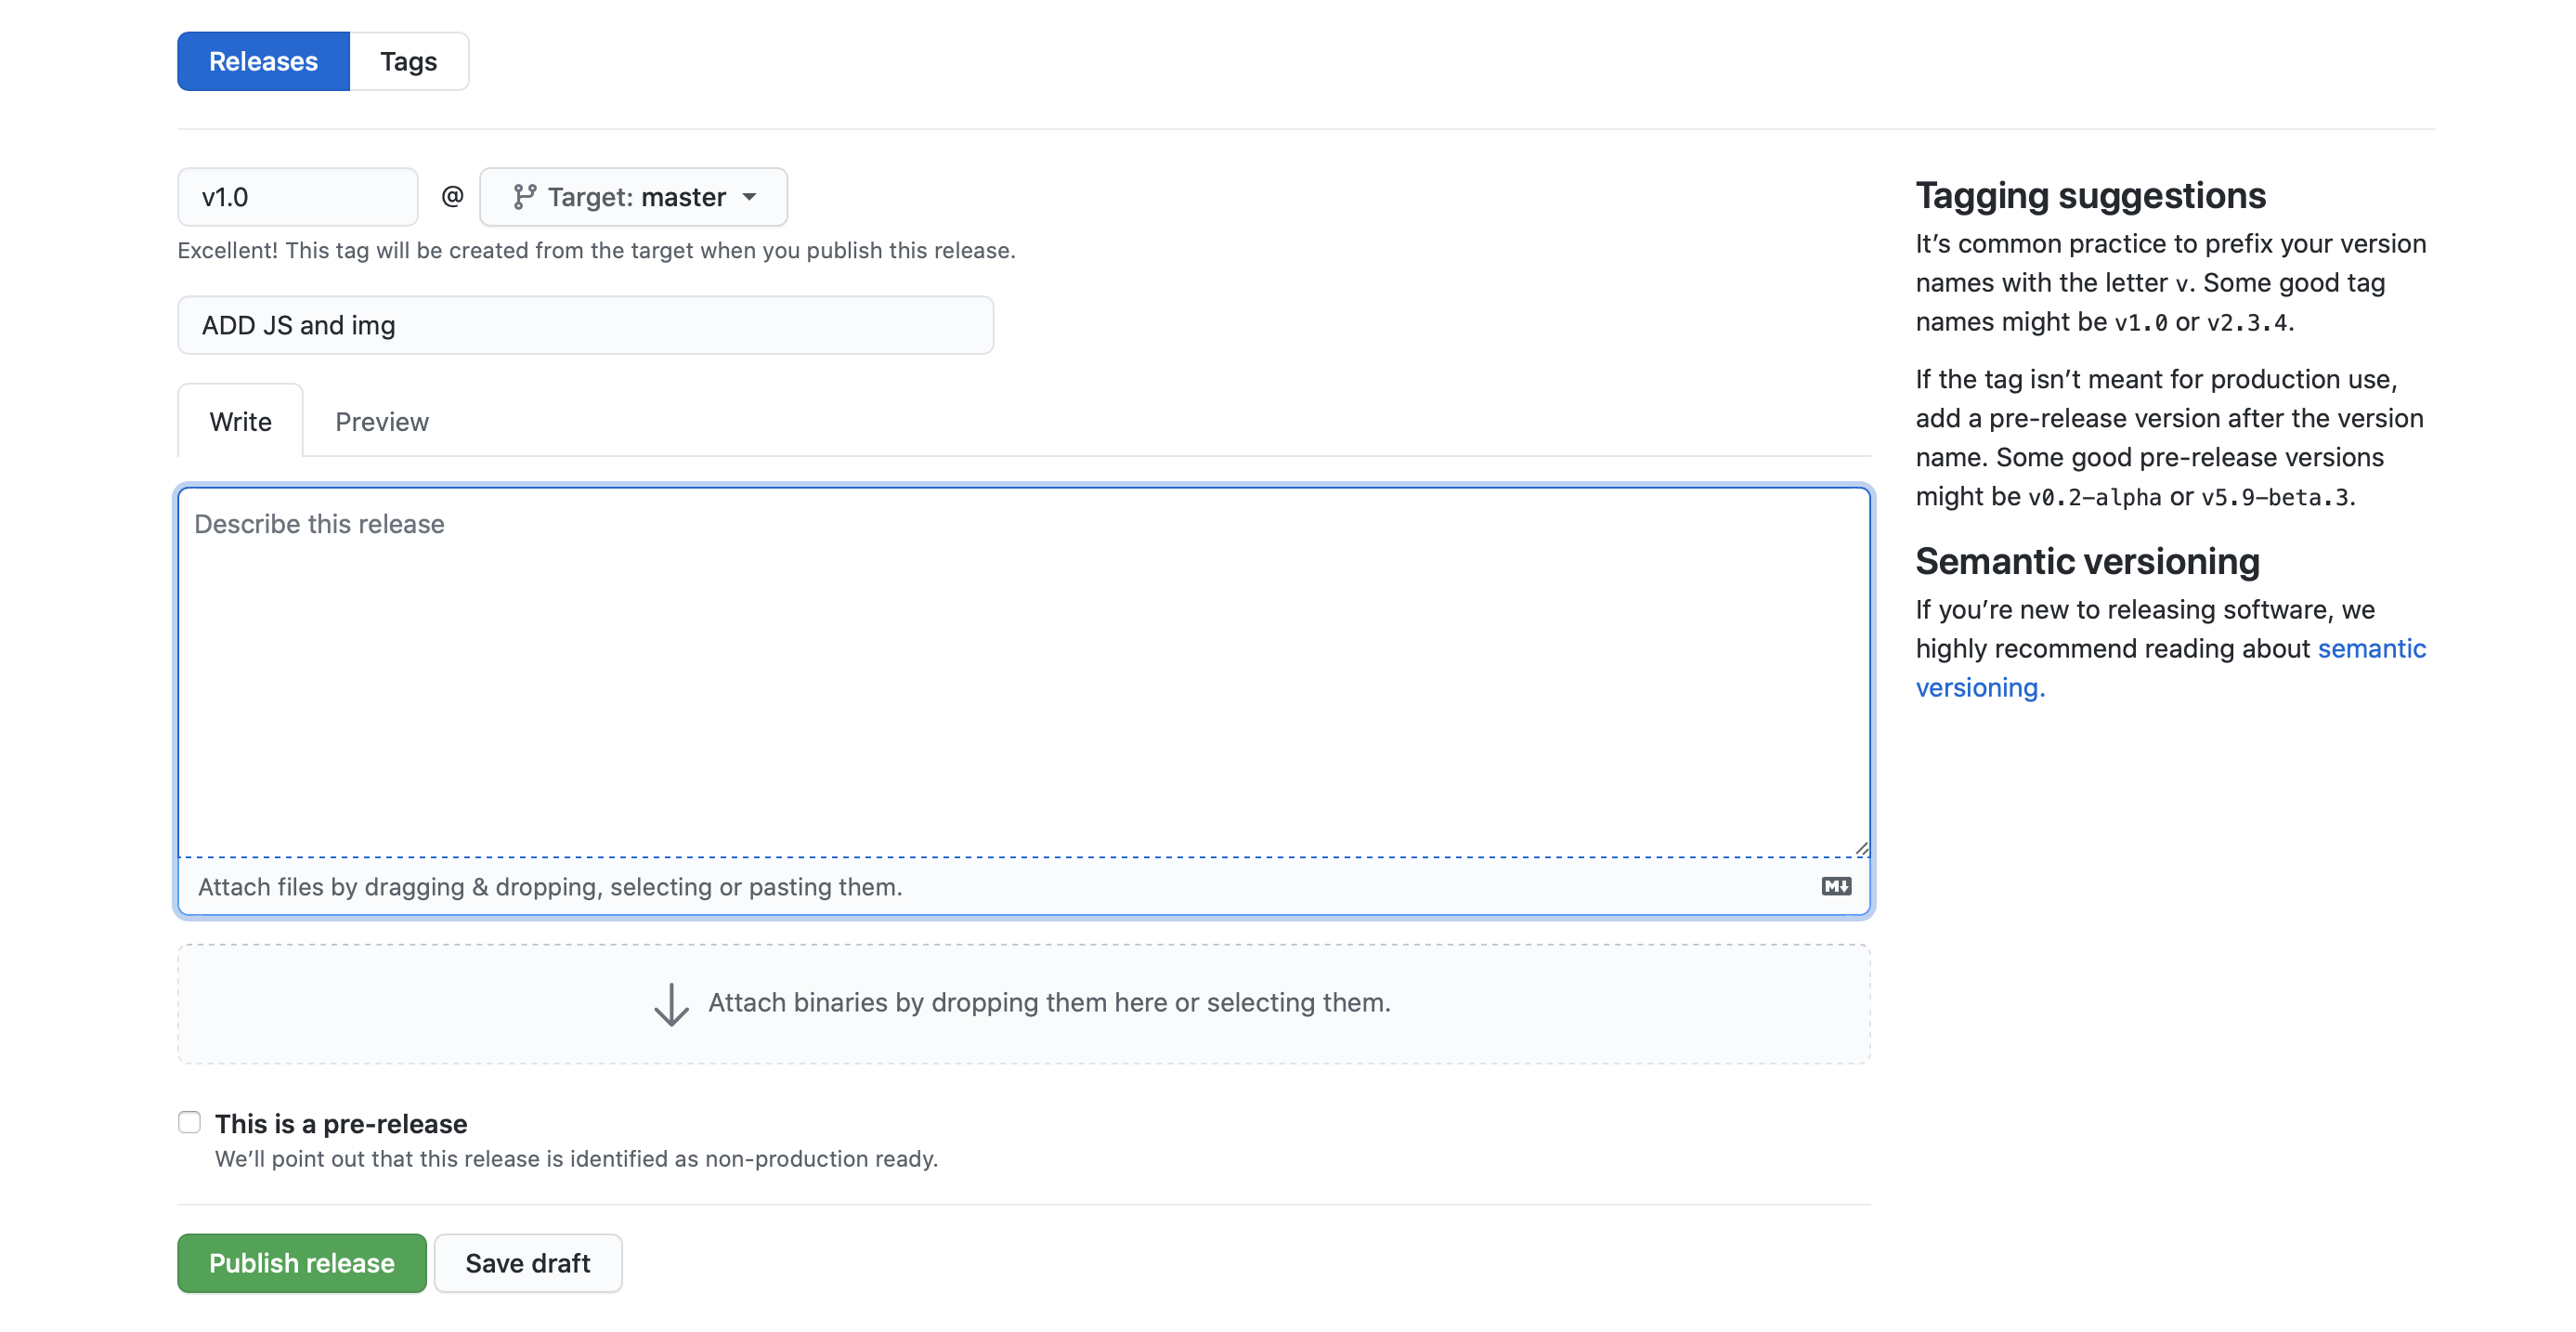 Releases
Tags
v1.0
@
Target: master
Excellent! This tag will be created from the target when you publish this release.
ADD JS and img
Write
Preview
Describe this release
Attach files by dragging & dropping, selecting or pasting them.
M
Attach binaries by dropping them here or selecting them.
This is a pre-release
We’ll point out that this release is identified as non-production ready.
Publish release
Save draft
Tagging suggestions
It’s common practice to prefix your version
names with the letter v. Some good tag
names might be v1.0 or v2.3.4.
If the tag isn’t meant for production use,
add a pre-release version after the version
name. Some good pre-release versions
might be v0.2-alpha or v5.9-beta.3.
Semantic versioning
If you’re new to releasing software, we
highly recommend reading about semantic
versioning.